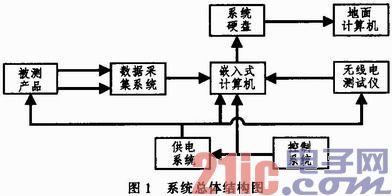 系统
硬盘
地面
计算机
被测
产品
数据采
集系统
嵌入式
计算机
无线电
测试仪
供电
系统
控制
系统
21ic.com
电子网
图1 系统总体结构图